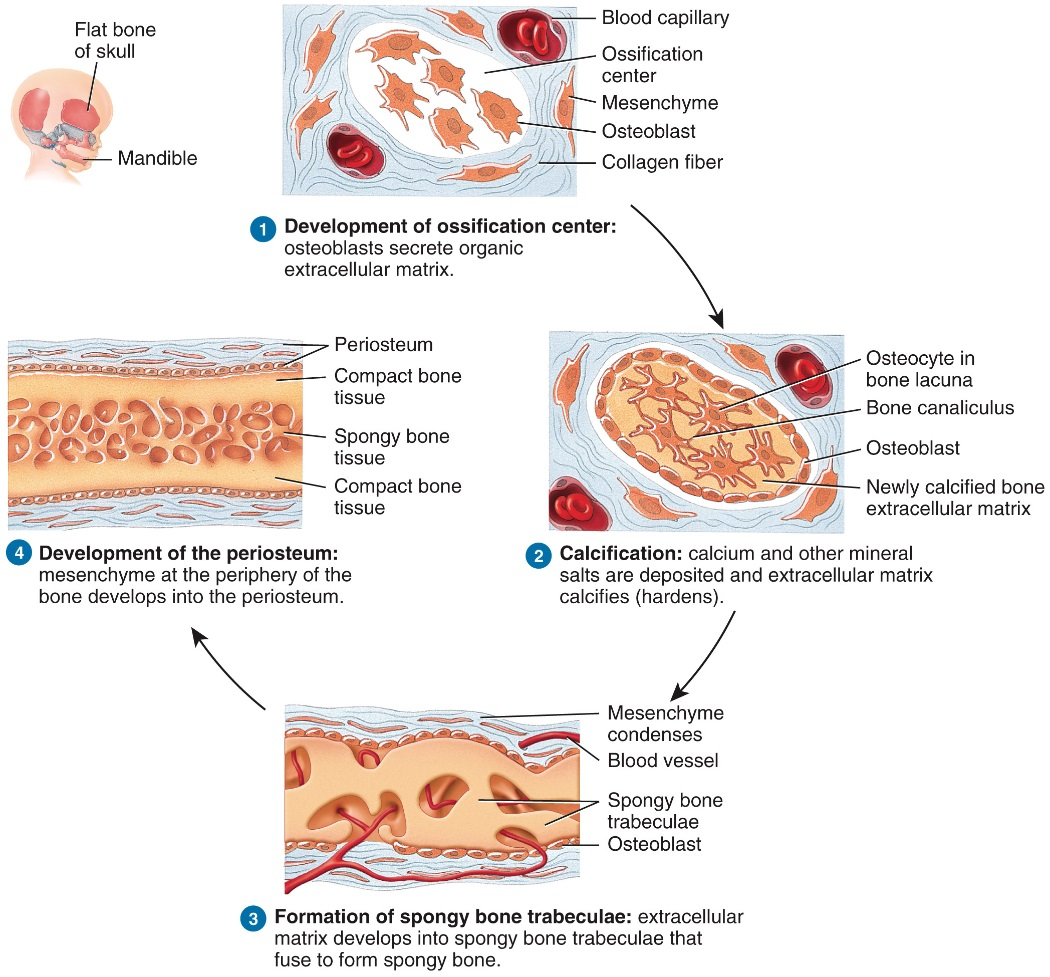 Flat bone
of skull
Mandible
Blood capillary
Ossification
center
Mesenchyme
Osteoblast
Collagen fiber
1 Development of ossification center:
osteoblasts secrete organic
extracellular matrix.
Osteocyte in
bone lacuna
Bone canaliculus
Osteoblast
Newly calcified bone
extracellular matrix
2 Calcification: calcium and other mineral
salts are deposited and extracellular matrix
calcifies (hardens).
Mesenchyme
condenses
Blood vessel
Spongy bone
trabeculae
Osteoblast
3 Formation of spongy bone trabeculae: extracellular
matrix develops into spongy bone trabeculae that
fuse to form spongy bone.
Periosteum
Compact bone
tissue
Spongy bone
tissue
Compact bone
tissue
4 Development of the periosteum:
mesenchyme at the periphery of the
bone develops into the periosteum.